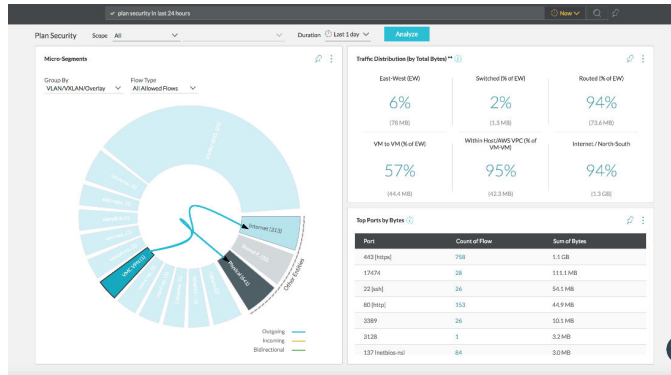 plan security in last 24 hours
Now
Plan Security
Scope All
Duration Last 1 day
Analyze
Micro-Segments
Group By
VLAN/VXLAN/Overlay
Flow Type
All Allowed Flows
Internet (313)
Physical (641)
VMC VPN (1)
Other Entities
Outgoing
Incoming
Bidirectional
Traffic Distribution (by Total Bytes) **
East-West (EW)
Switched (% of EW)
Routed (% of EW)
6%
2%
94%
(78 MB)
(1.5 MB)
(73.6 MB)
VM to VM (% of EW)
Within Host/AWS VPC (% of VM-VM)
Internet / North-South
57%
95%
94%
(44.4 MB)
(42.3 MB)
(1.3 GB)
Top Ports by Bytes
Port Count of Flow Sum of Bytes
443 [https] 758 1.1 GB
17474 28 111.1 MB
22 [ssh] 26 54.1 MB
80 [http] 153 44.9 MB
3389 26 10.1 MB
3128 1 3.2 MB
137 [netbios-ns] 84 3.0 MB